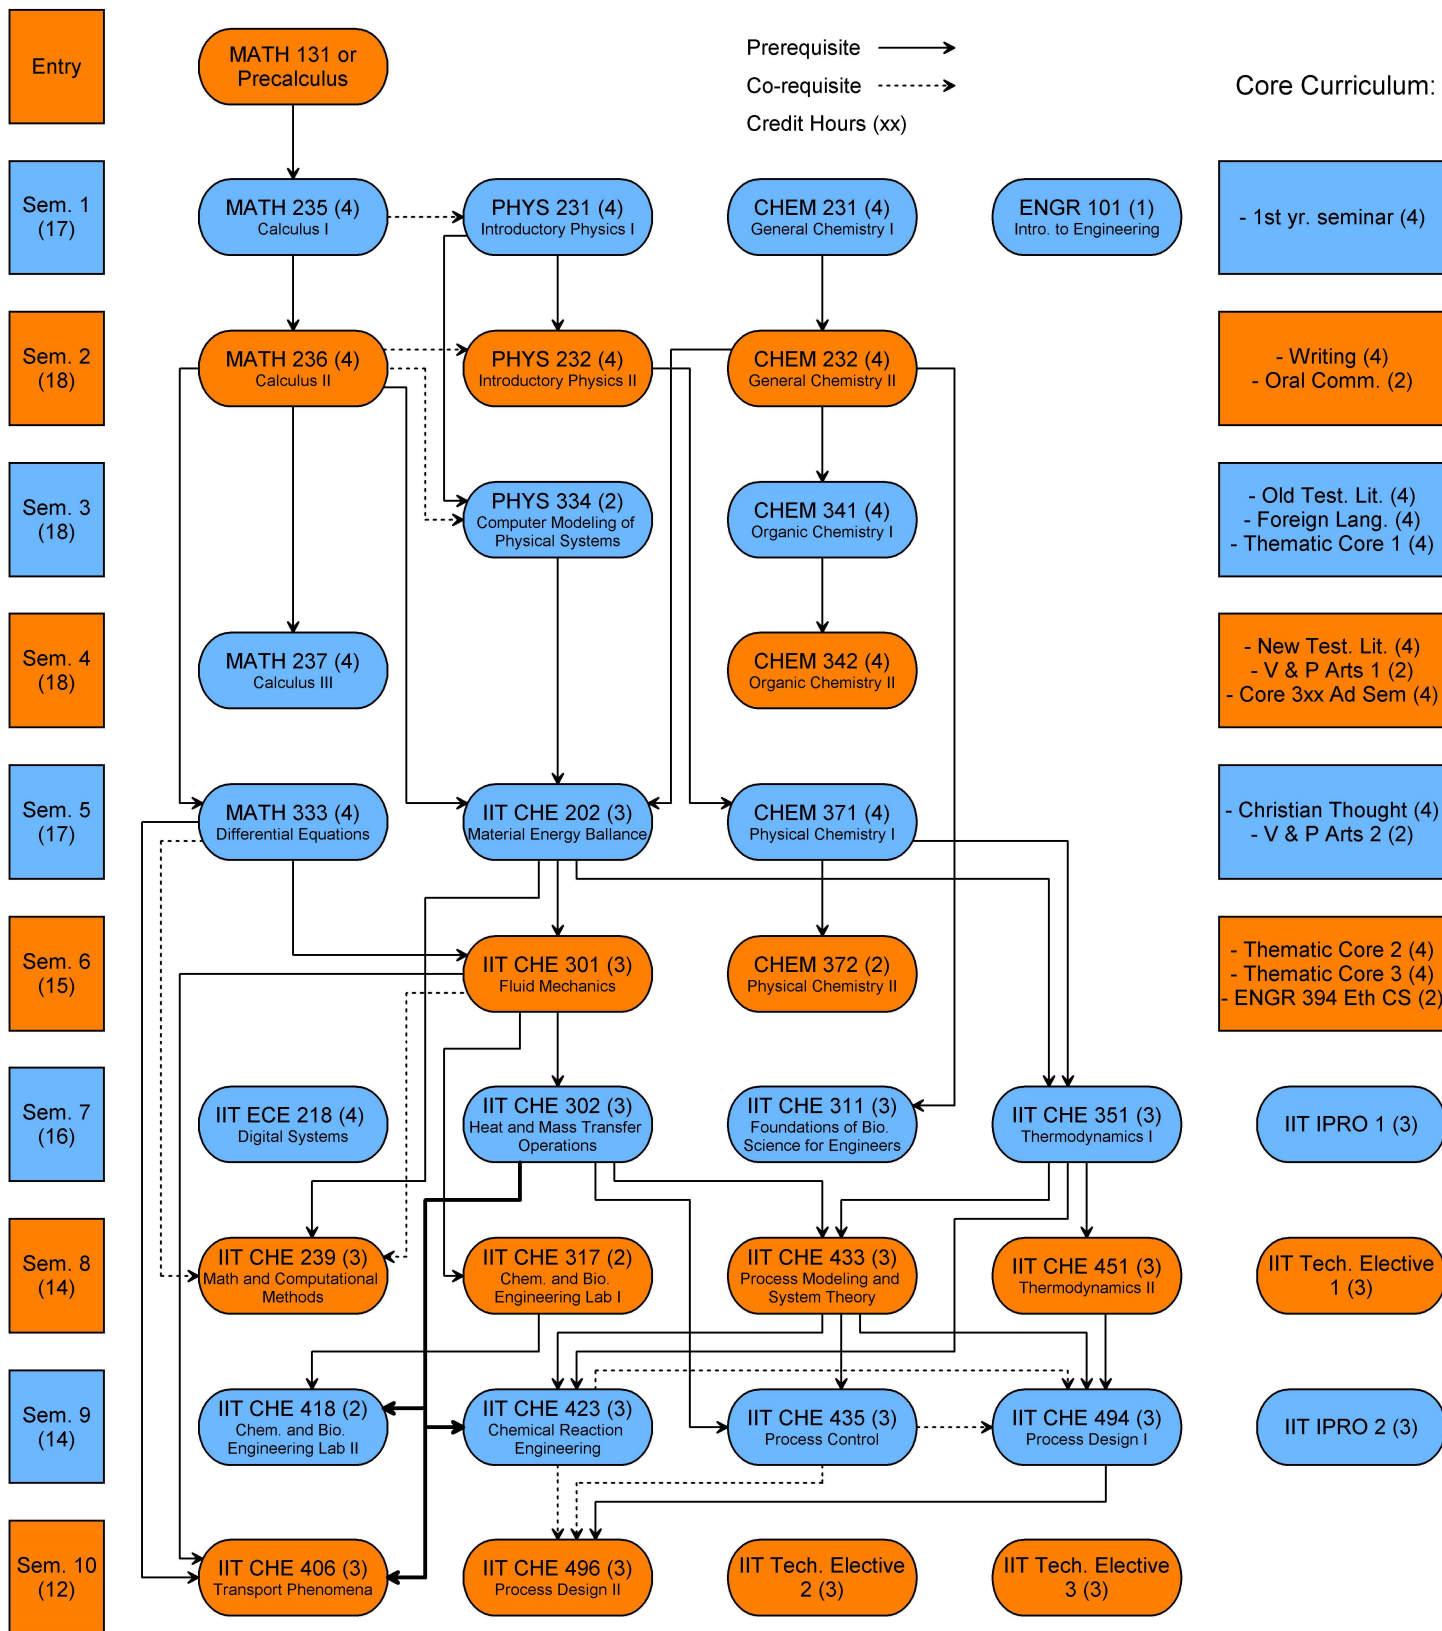 Entry
MATH 131 or
Precalculus
Prerequisite
Co-requisite
Credit Hours (xx)
Core Curriculum:
Sem. 1
(17)
MATH 235 (4)
Calculus I
PHYS 231 (4)
Introductory Physics I
CHEM 231 (4)
General Chemistry I
ENGR 101 (1)
Intro. to Engineering
- 1st yr. seminar (4)
Sem. 2
(18)
MATH 236 (4)
Calculus II
PHYS 232 (4)
Introductory Physics II
CHEM 232 (4)
General Chemistry II
- Writing (4)
- Oral Comm. (2)
Sem. 3
(18)
PHYS 334 (2)
Computer Modeling of
Physical Systems
CHEM 341 (4)
Organic Chemistry I
- Old Test. Lit. (4)
- Foreign Lang. (4)
- Thematic Core 1 (4)
Sem. 4
(18)
MATH 237 (4)
Calculus III
CHEM 342 (4)
Organic Chemistry II
- New Test. Lit. (4)
- V & P Arts 1 (2)
- Core 3xx Ad Sem (4)
Sem. 5
(17)
MATH 333 (4)
Differential Equations
IIT CHE 202 (3)
Material Energy Ballance
CHEM 371 (4)
Physical Chemistry I
- Christian Thought (4)
- V & P Arts 2 (2)
Sem. 6
(15)
IIT CHE 301 (3)
Fluid Mechanics
CHEM 372 (2)
Physical Chemistry II
- Thematic Core 2 (4)
- Thematic Core 3 (4)
- ENGR 394 Eth CS (2)
Sem. 7
(16)
IIT ECE 218 (4)
Digital Systems
IIT CHE 302 (3)
Heat and Mass Transfer
Operations
IIT CHE 311 (3)
Foundations of Bio.
Science for Engineers
IIT CHE 351 (3)
Thermodynamics I
IIT IPRO 1 (3)
Sem. 8
(14)
IIT CHE 239 (3)
Math and Computational
Methods
IIT CHE 317 (2)
Chem. and Bio.
Engineering Lab I
IIT CHE 433 (3)
Process Modeling and
System Theory
IIT CHE 451 (3)
Thermodynamics II
IIT Tech. Elective
1 (3)
Sem. 9
(14)
IIT CHE 418 (2)
Chem. and Bio.
Engineering Lab II
IIT CHE 423 (3)
Chemical Reaction
Engineering
IIT CHE 435 (3)
Process Control
IIT CHE 494 (3)
Process Design I
IIT IPRO 2 (3)
Sem. 10
(12)
IIT CHE 406 (3)
Transport Phenomena
IIT CHE 496 (3)
Process Design II
IIT Tech. Elective
2 (3)
IIT Tech. Elective
3 (3)